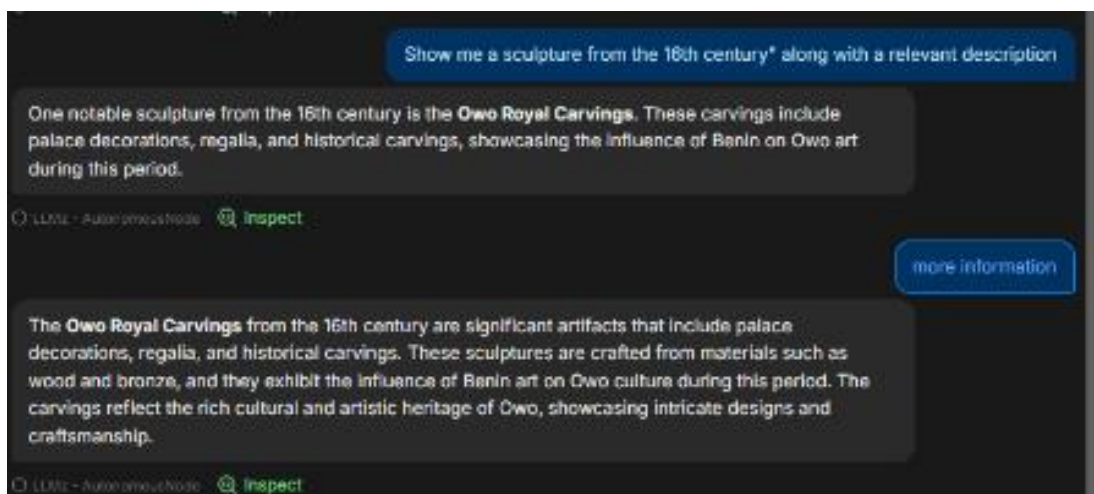 Show me a sculpture from the 16th century* along with a relevant description
One notable sculpture from the 16th century is the Owo Royal Carvings. These carvings include
palace decorations, regalia, and historical carvings, showcasing the influence of Benin on Owo art
during this period.
Inspect
more information
The Owo Royal Carvings from the 16th century are significant artifacts that include palace
decorations, regalia, and historical carvings. These sculptures are crafted from materials such as
wood and bronze, and they exhibit the influence of Benin art on Owo culture during this period. The
carvings reflect the rich cultural and artistic heritage of Owo, showcasing intricate designs and
craftsmanship.
Inspect